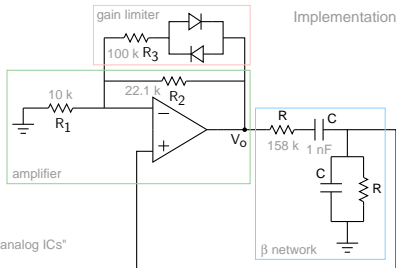 gain limiter
Implementation
100 k
R3
10 k
22.1 k
R2
R1
−
+
Vo
amplifier
R
C
158 k
1 nF
C
R
β network
analog ICs"